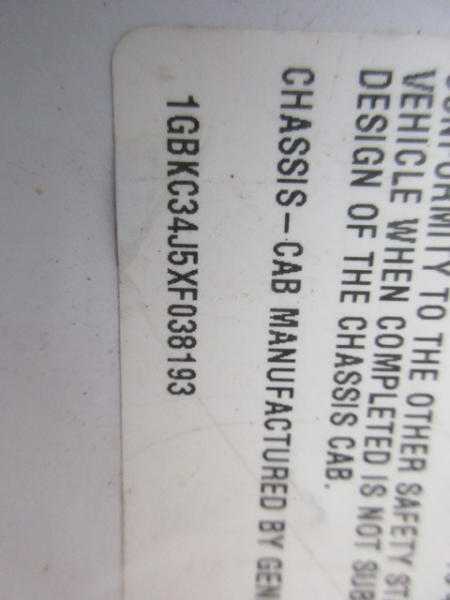 CONFORMITY TO THE OTHER SAFETY ST
VEHICLE WHEN COMPLETED IS NOT SUB
DESIGN OF THE CHASSIS CAB.
CHASSIS-CAB MANUFACTURED BY GEN
1GBKC34J5XF038193